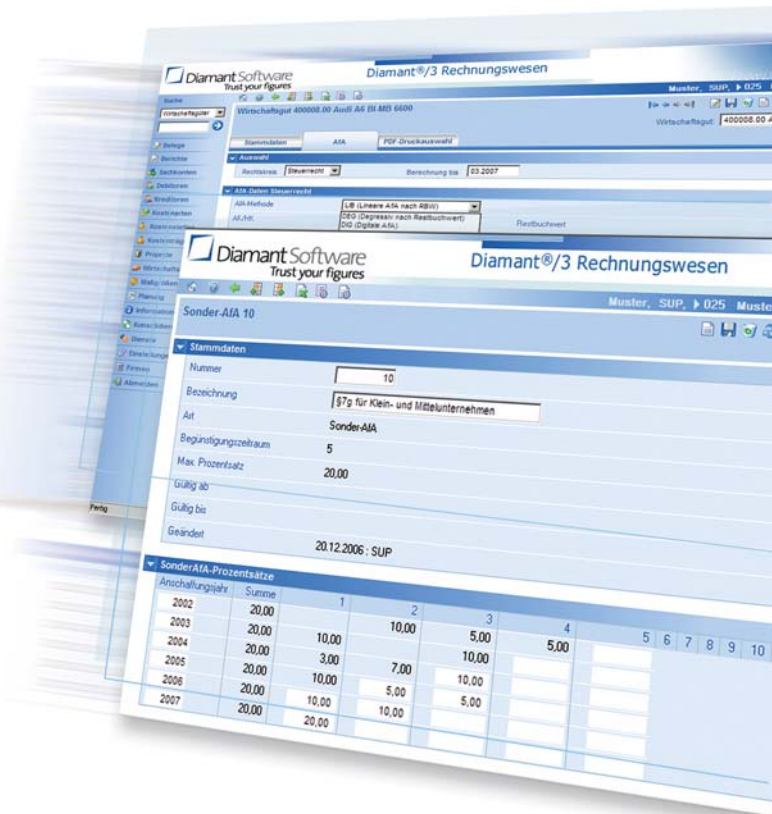 Diamant Software
Trust your figures
Diamant®/3 Rechnungswesen
Muster, SUP, 025
Suche
Wirtschaftsgüter
Wirtschaftsgut 400008.00 Audi A6 BI-MB 6600
Wirtschaftsgut 400008.00 A
Stammdaten AfA PDF-Druckauswahl
Auswahl
Rechtskreis Steuerrecht Berechnung bis 03.2007
AfA-Daten Steuerrecht
AfA-Methode LIB (Lineare AfA nach RBW)
DEG (Degressiv nach Restbuchwert)
AK/HK DIG (Digitale AfA) Restbuchwert
Belege
Berichte
Sachkonten
Debitoren
Kreditoren
Kostenarten
Projekte
Planung
Dienste
Firmen
Abmelden
Fertig
Diamant Software
Trust your figures
Diamant®/3 Rechnungswesen
Muster, SUP, 025 Muste
Sonder-AfA 10
Stammdaten
Nummer 10
Bezeichnung §7g für Klein- und Mittelunternehmen
Art Sonder-AfA
Begünstigungszeitraum 5
Max. Prozentsatz 20,00
Gültig ab
Gültig bis
Geändert 20.12.2006 ; SUP
SonderAfA-Prozentsätze
Anschaffungsjahr Summe 1 2 3 4 5 6 7 8 9 10
2002 20,00 10,00 5,00 5,00
2003 20,00 10,00 10,00
2004 20,00 3,00 7,00 10,00
2005 20,00 10,00 5,00 5,00
2006 20,00 10,00 10,00
2007 20,00 20,00